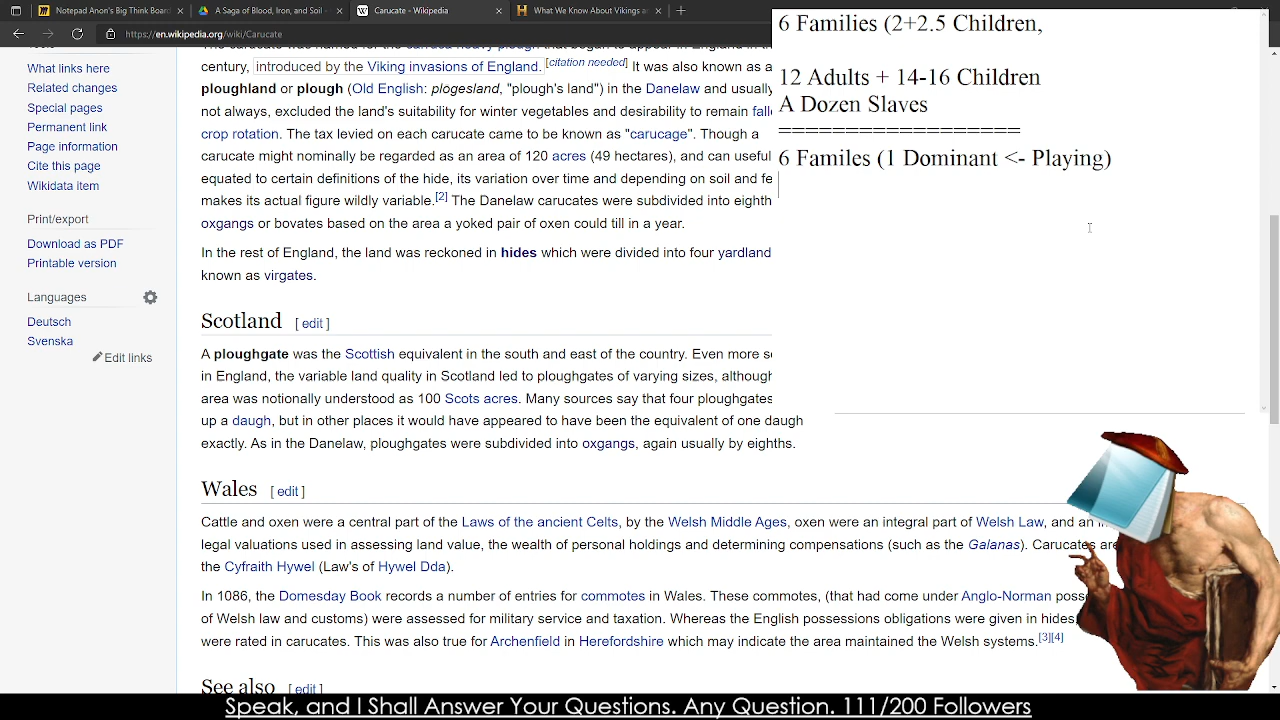 Notepad Anon's Big Think Board
A Saga of Blood, Iron, and Soil -
Carucate - Wikipedia
What We Know About Vikings an
https://en.wikipedia.org/wiki/Carucate
What links here
Related changes
Special pages
Permanent link
Page information
Cite this page
Wikidata item
Print/export
Download as PDF
Printable version
Languages
Deutsch
Svenska
Edit links
century, introduced by the Viking invasions of England. [citation needed] It was also known as a
ploughland or plough (Old English: plogesland, "plough's land") in the Danelaw and usually
not always, excluded the land's suitability for winter vegetables and desirability to remain fall
crop rotation. The tax levied on each carucate came to be known as "carucage". Though a
carucate might nominally be regarded as an area of 120 acres (49 hectares), and can useful
equated to certain definitions of the hide, its variation over time and depending on soil and fe
makes its actual figure wildly variable.[2] The Danelaw carucates were subdivided into eighth
oxgangs or bovates based on the area a yoked pair of oxen could till in a year.
In the rest of England, the land was reckoned in hides which were divided into four yardland
known as virgates.
Scotland [ edit ]
A ploughgate was the Scottish equivalent in the south and east of the country. Even more so
in England, the variable land quality in Scotland led to ploughgates of varying sizes, although
area was notionally understood as 100 Scots acres. Many sources say that four ploughgates
up a daugh, but in other places it would have appeared to have been the equivalent of one daugh
exactly. As in the Danelaw, ploughgates were subdivided into oxgangs, again usually by eighths.
Wales [ edit ]
Cattle and oxen were a central part of the Laws of the ancient Celts, by the Welsh Middle Ages, oxen were an integral part of Welsh Law, and an
legal valuations used in assessing land value, the wealth of personal holdings and determining compensations (such as the Galanas). Carucates are
the Cyfraith Hywel (Law's of Hywel Dda).
In 1086, the Domesday Book records a number of entries for commotes in Wales. These commotes, (that had come under Anglo-Norman poss
of Welsh law and customs) were assessed for military service and taxation. Whereas the English possessions obligations were given in hides,
were rated in carucates. This was also true for Archenfield in Herefordshire which may indicate the area maintained the Welsh systems.[3][4]
See also [ edit ]
6 Families (2+2.5 Children,
12 Adults + 14-16 Children
A Dozen Slaves
==================
6 Familes (1 Dominant <- Playing)
Speak, and I Shall Answer Your Questions. Any Question. 111/200 Followers